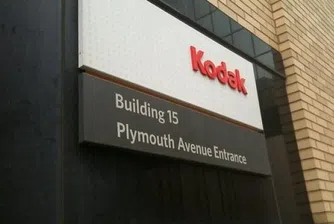 Kodak
Building 15
Plymouth Avenue Entrance